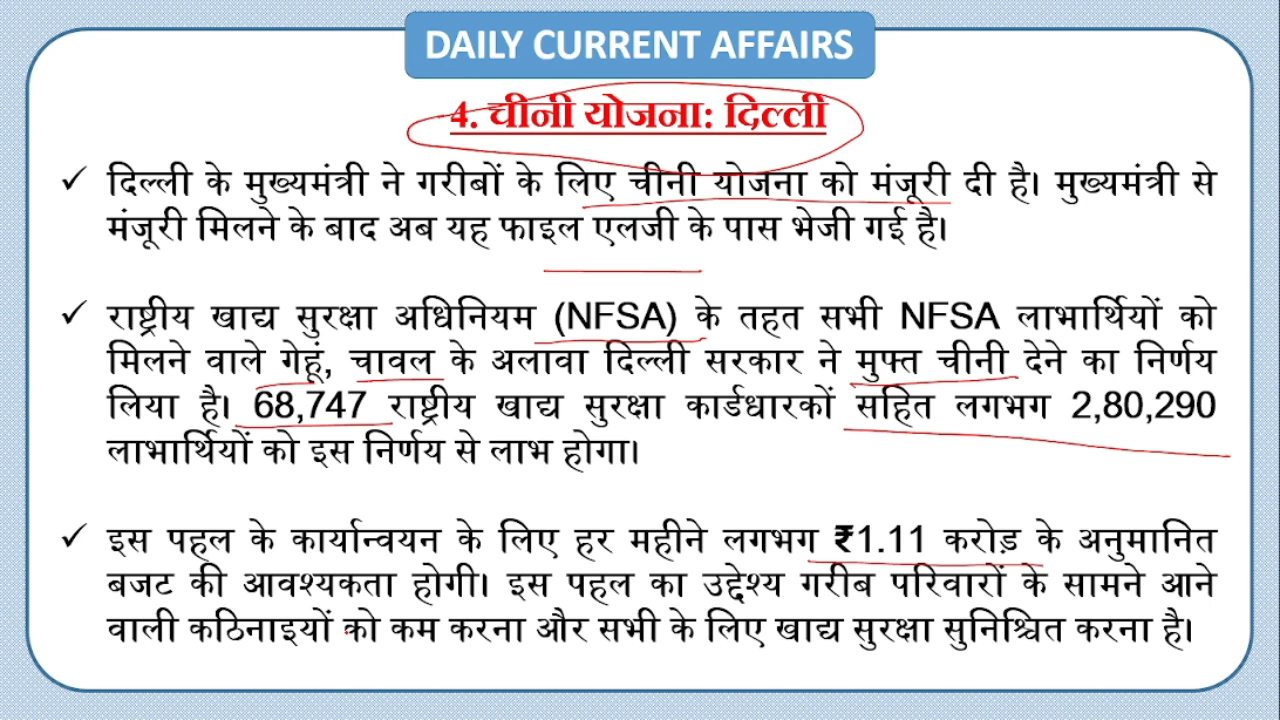 DAILY CURRENT AFFAIRS
4. चीनी योजना: दिल्ली
✓ दिल्ली के मुख्यमंत्री ने गरीबों के लिए चीनी योजना को मंजूरी दी है। मुख्यमंत्री से
मंजूरी मिलने के बाद अब यह फाइल एलजी के पास भेजी गई है।
✓ राष्ट्रीय खाद्य सुरक्षा अधिनियम (NFSA) के तहत सभी NFSA लाभार्थियों को
मिलने वाले गेहूं, चावल के अलावा दिल्ली सरकार ने मुफ्त चीनी देने का निर्णय
लिया है। 68,747 राष्ट्रीय खाद्य सुरक्षा कार्डधारकों सहित लगभग 2,80,290
लाभार्थियों को इस निर्णय से लाभ होगा।
✓ इस पहल के कार्यान्वयन के लिए हर महीने लगभग ₹1.11 करोड़ के अनुमानित
बजट की आवश्यकता होगी। इस पहल का उद्देश्य गरीब परिवारों के सामने आने
वाली कठिनाइयों को कम करना और सभी के लिए खाद्य सुरक्षा सुनिश्चित करना है।